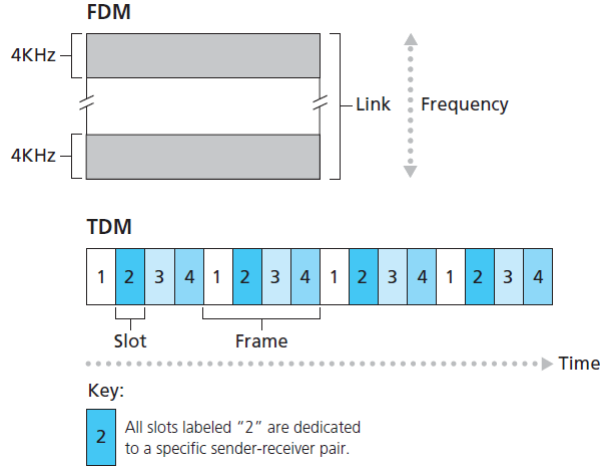 FDM
4KHz
Link
Frequency
4KHz
TDM
1 2 3 4 1 2 3 4 1 2 3 4 1 2 3 4
Slot
Frame
Time
Key:
2
All slots labeled “2” are dedicated
to a specific sender-receiver pair.